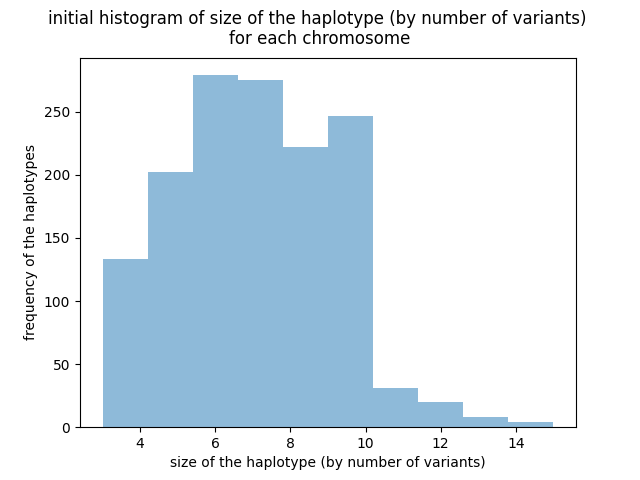 initial histogram of size of the haplotype (by number of variants)
for each chromosome
frequency of the haplotypes
250
200
150
100
50
0
4 6 8 10 12 14
size of the haplotype (by number of variants)